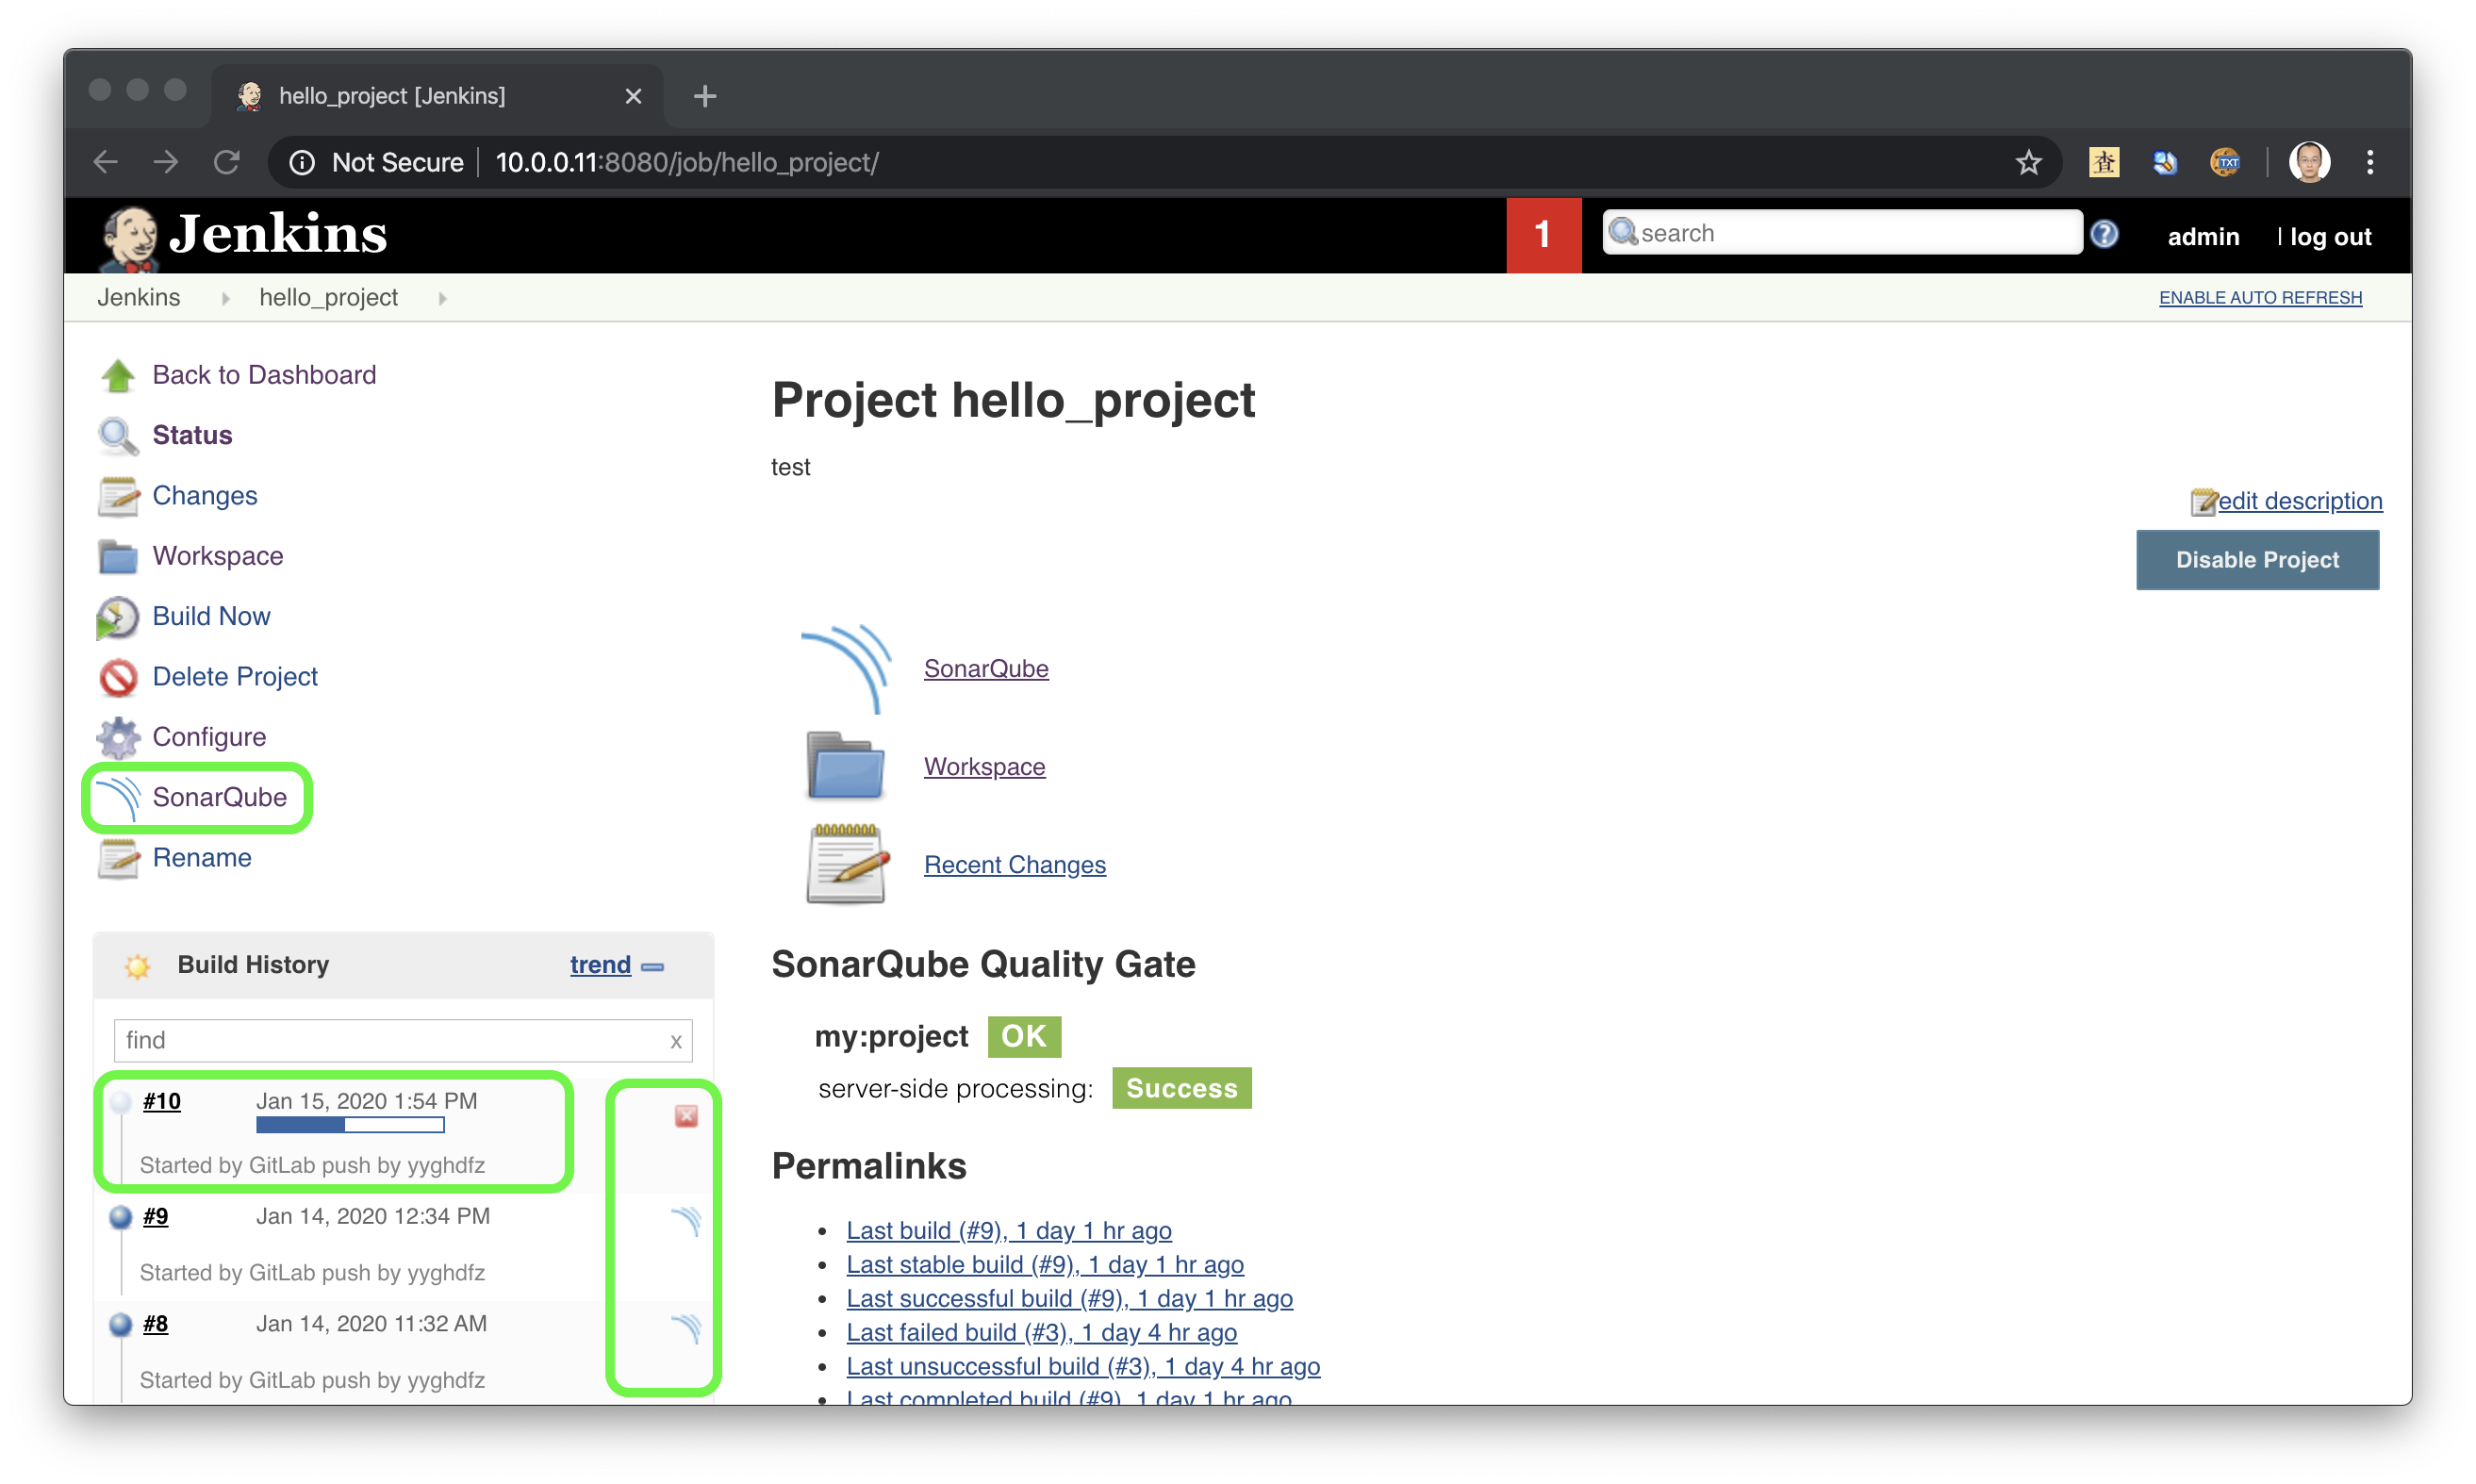 hello_project [Jenkins]
Not Secure 10.0.0.11:8080/job/hello_project/
查
TXT
Jenkins
1
search
?
admin
| log out
Jenkins
hello_project
ENABLE AUTO REFRESH
Back to Dashboard
Status
Changes
Workspace
Build Now
Delete Project
Configure
SonarQube
Rename
Build History
trend
find
x
#10
Jan 15, 2020 1:54 PM
Started by GitLab push by yyghdfz
#9
Jan 14, 2020 12:34 PM
Started by GitLab push by yyghdfz
#8
Jan 14, 2020 11:32 AM
Started by GitLab push by yyghdfz
Project hello_project
test
edit description
Disable Project
SonarQube
Workspace
Recent Changes
SonarQube Quality Gate
my:project OK
server-side processing: Success
Permalinks
• Last build (#9), 1 day 1 hr ago
• Last stable build (#9), 1 day 1 hr ago
• Last successful build (#9), 1 day 1 hr ago
• Last failed build (#3), 1 day 4 hr ago
• Last unsuccessful build (#3), 1 day 4 hr ago
• Last completed build (#9), 1 day 1 hr ago